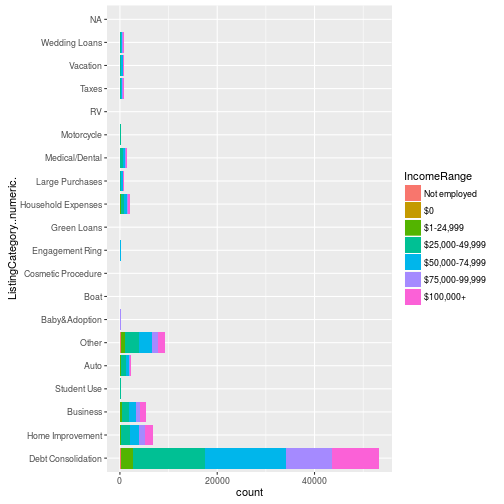 NA
Wedding Loans
Vacation
Taxes
RV
Motorcycle
Medical/Dental
Large Purchases
Household Expenses
Green Loans
Engagement Ring
Cosmetic Procedure
Boat
Baby&Adoption
Other
Auto
Student Use
Business
Home Improvement
Debt Consolidation
ListingCategory..numeric.
0
20000
40000
count
IncomeRange
Not employed
$0
$1-24,999
$25,000-49,999
$50,000-74,999
$75,000-99,999
$100,000+